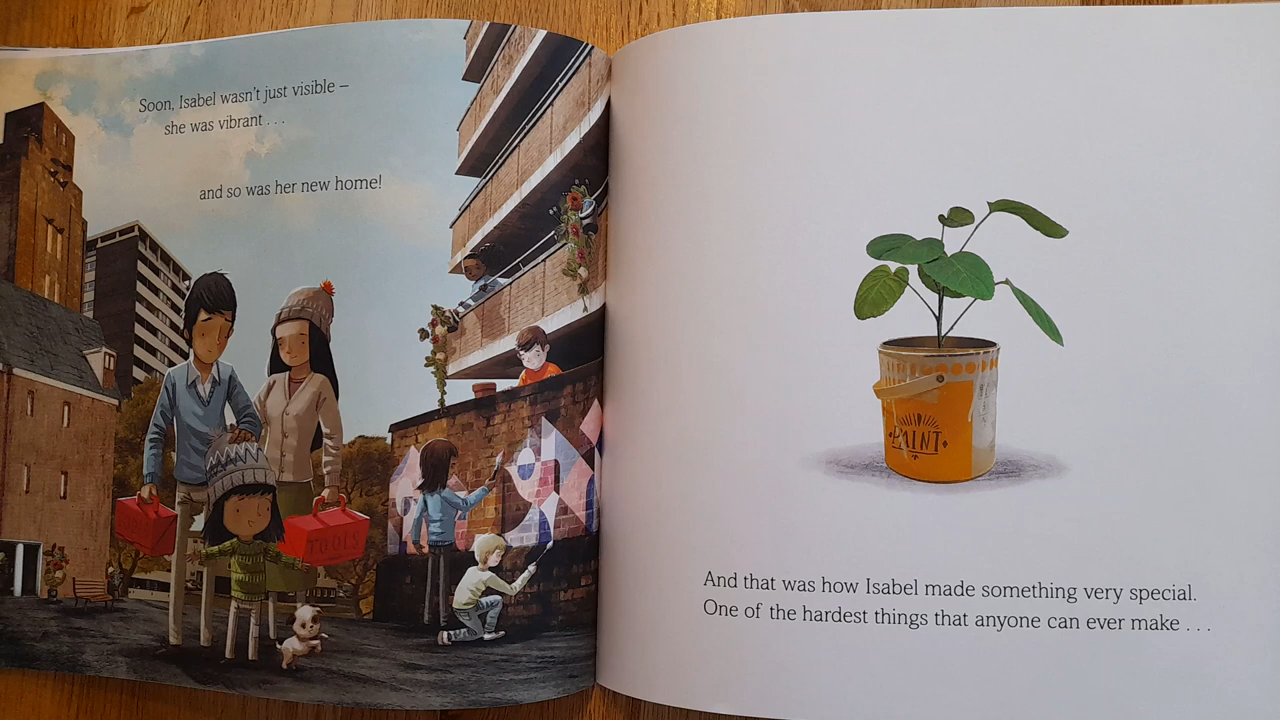 Soon, Isabel wasn't just visible –
she was vibrant . . .
and so was her new home!
TOOLS
PAINT
And that was how Isabel made something very special.
One of the hardest things that anyone can ever make . . .